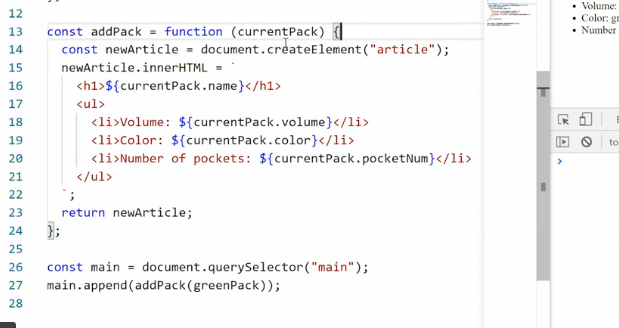 12
13 const addPack = function (currentPack) {
14 const newArticle = document.createElement("article");
15 newArticle.innerHTML = `
16 <h1>${currentPack.name}</h1>
17 <ul>
18 <li>Volume: ${currentPack.volume}</li>
19 <li>Color: ${currentPack.color}</li>
20 <li>Number of pockets: ${currentPack.pocketNum}</li>
21 </ul>
22 `;
23 return newArticle;
24 };
25
26 const main = document.querySelector("main");
27 main.append(addPack(greenPack));
28
• Volume:
• Color: g
• Number
to
>